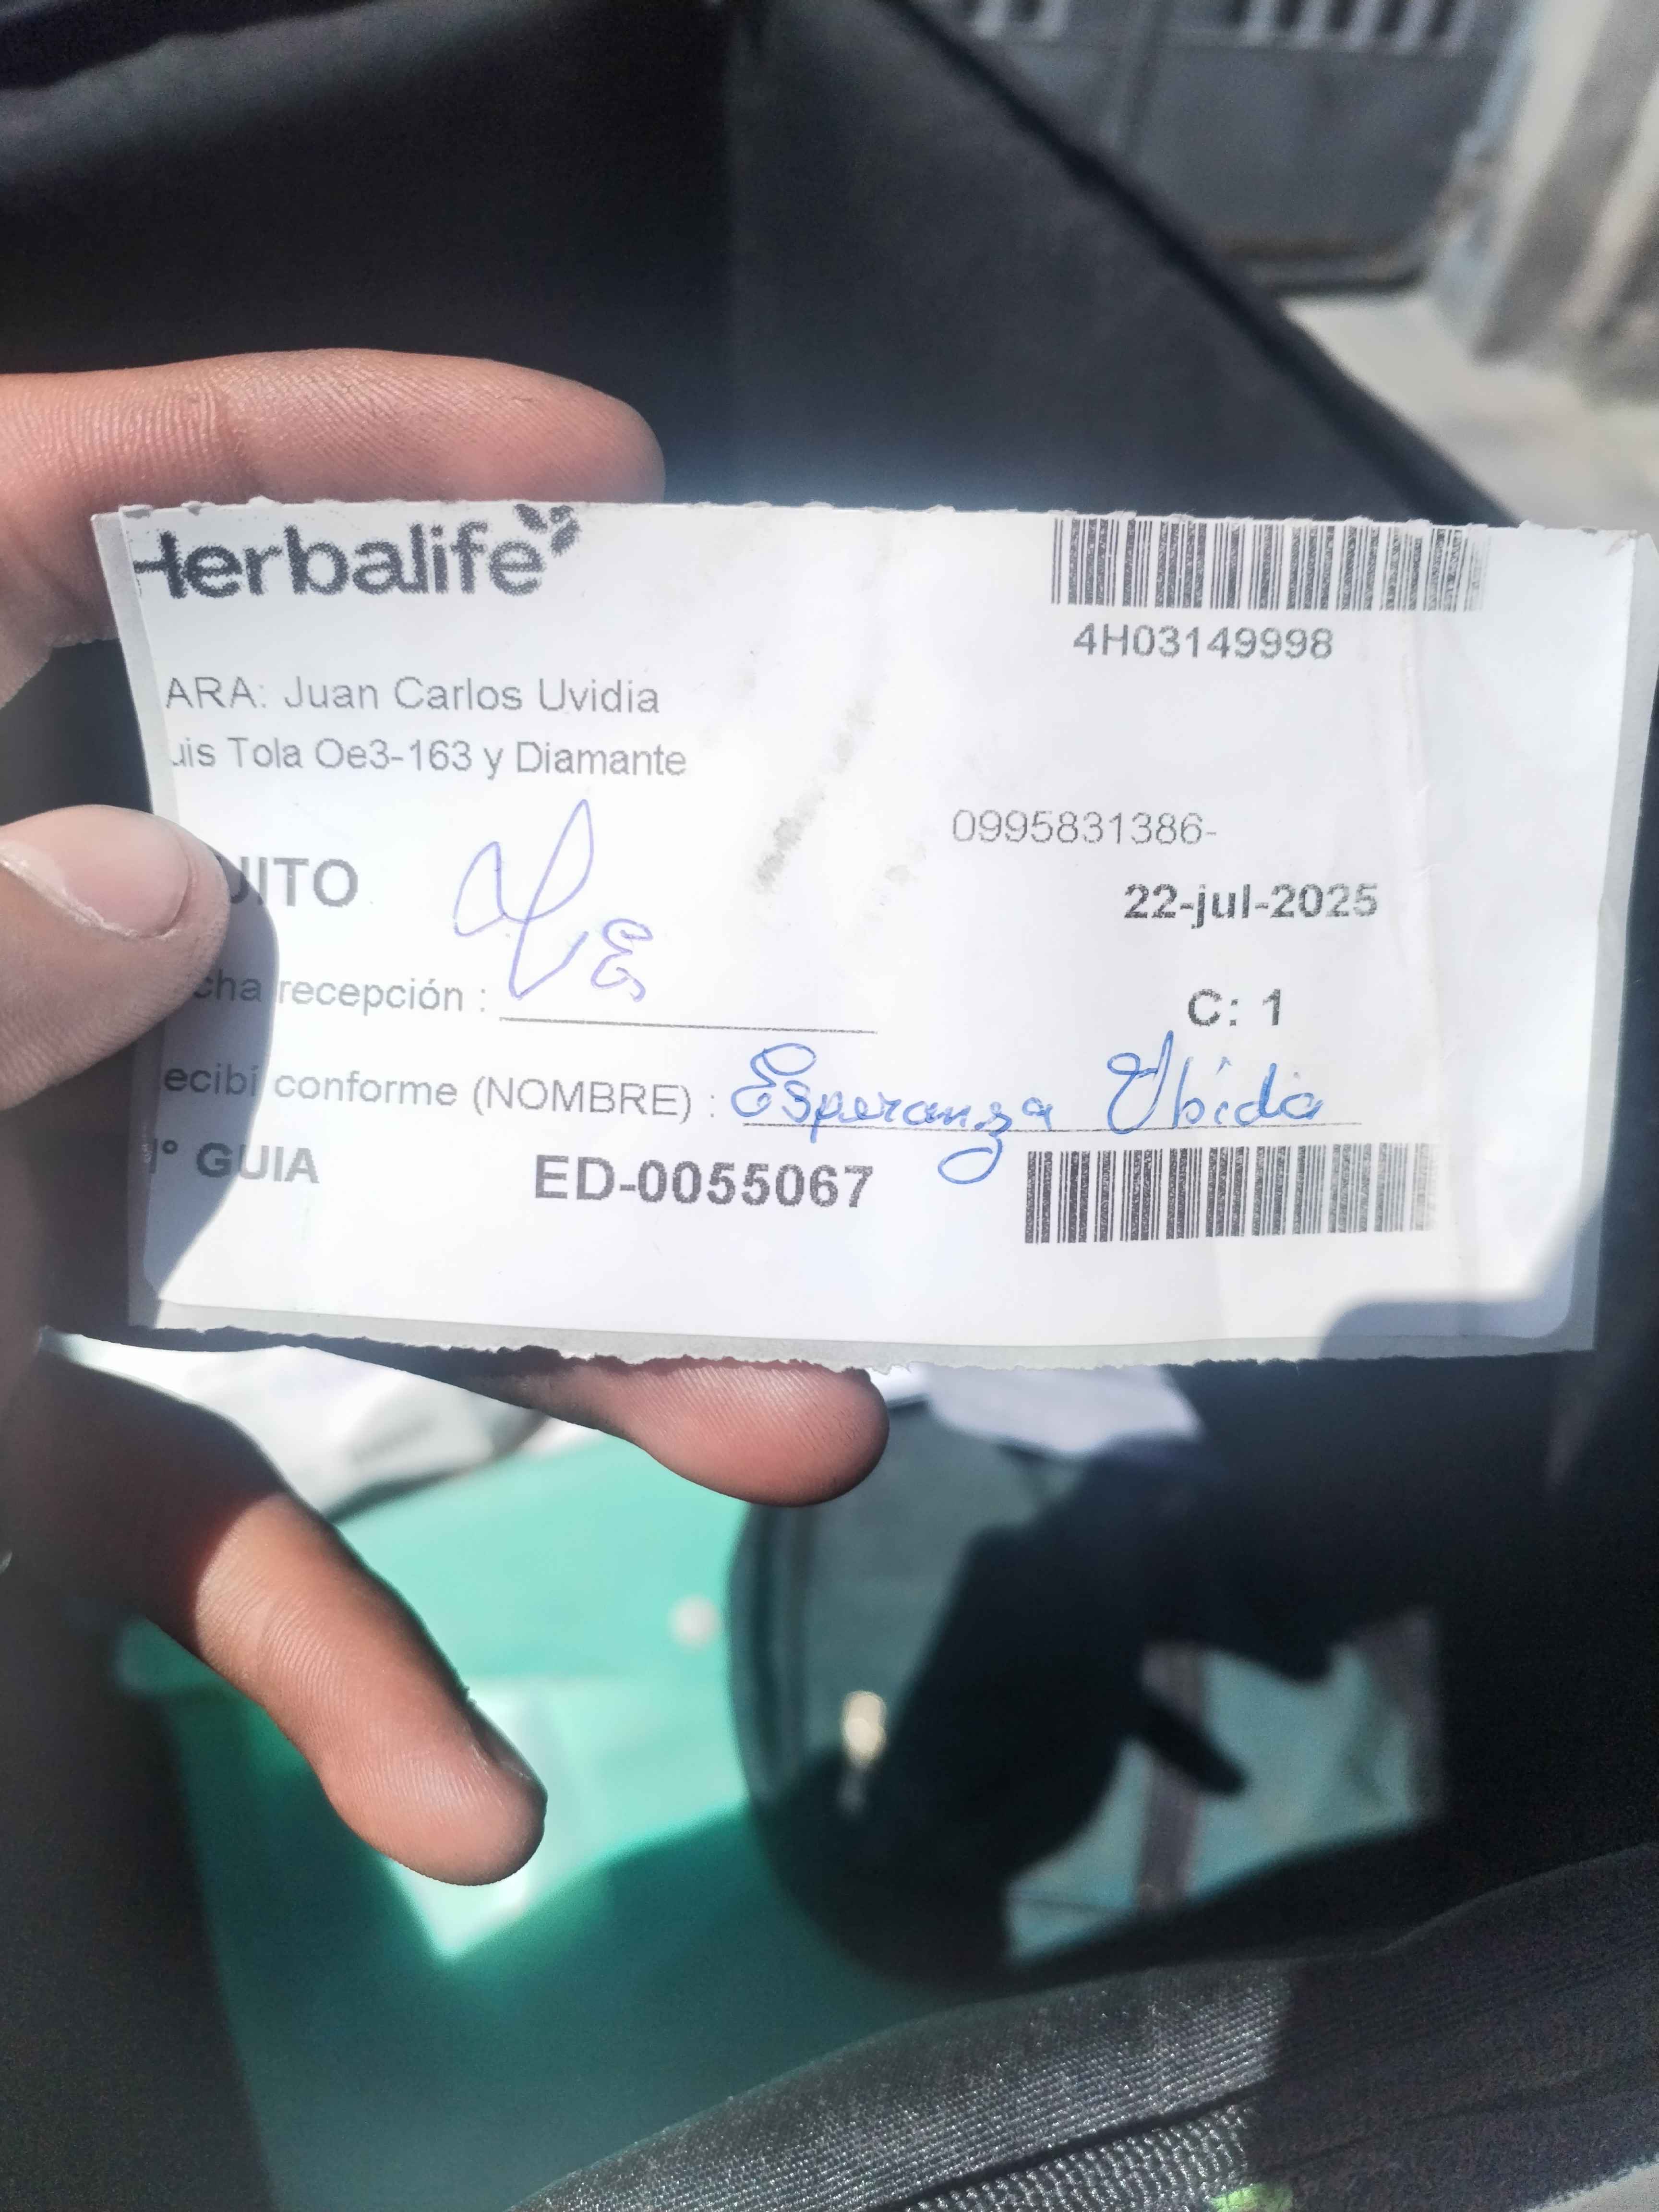 Herbalife
4H03149998
ARA: Juan Carlos Uvidia
uis Tola Oe3-163 y Diamante
0995831386-
UITO
22-jul-2025
cha recepción :
C: 1
ecibí conforme (NOMBRE) : Esperanza Ubidia
N° GUIA ED-0055067